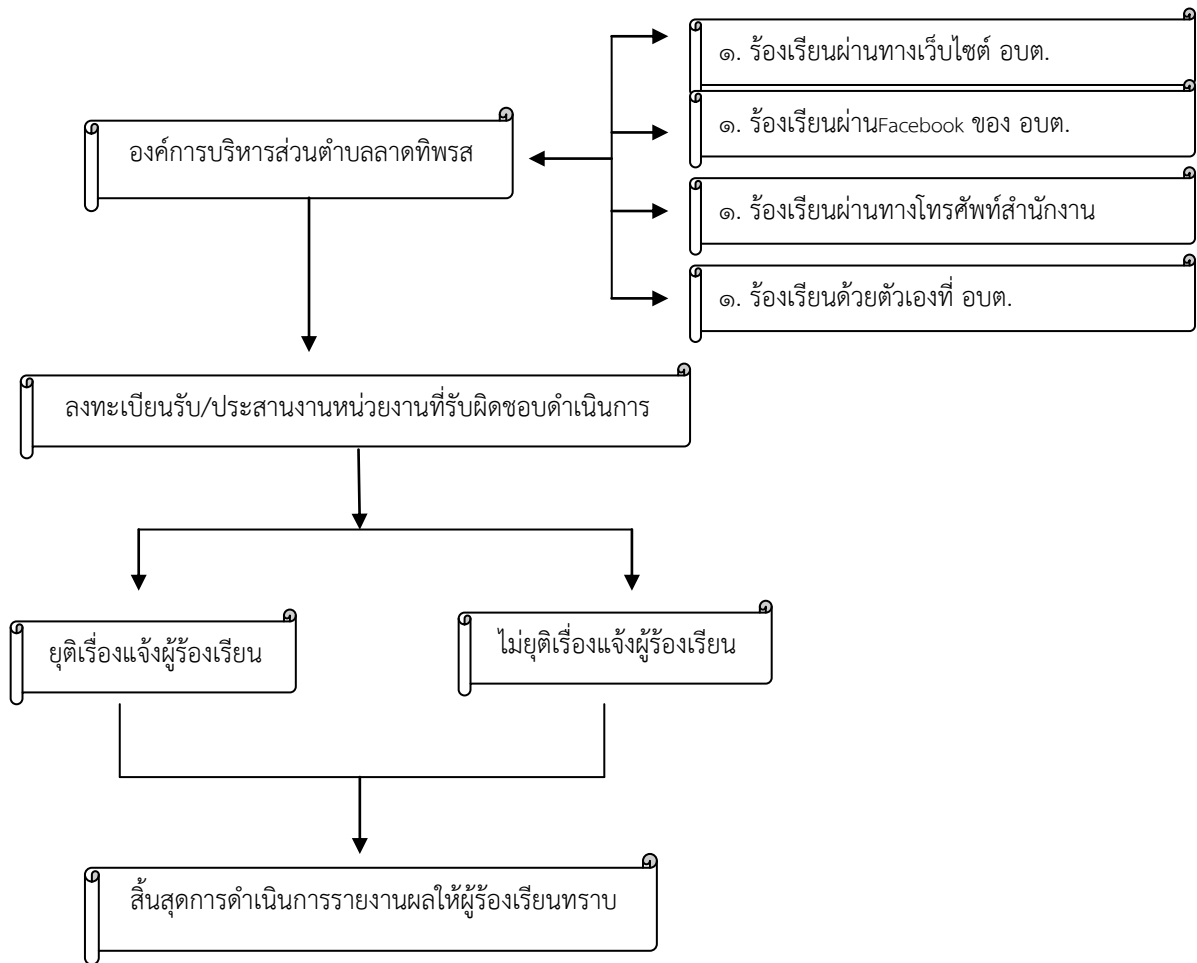 ๑. ร้องเรียนผ่านทางเว็บไซต์ อบต.
๑. ร้องเรียนผ่านFacebook ของ อบต.
องค์การบริหารส่วนตำบลลาดทิพรส
๑. ร้องเรียนผ่านทางโทรศัพท์สำนักงาน
๑. ร้องเรียนด้วยตัวเองที่ อบต.
ลงทะเบียนรับ/ประสานงานหน่วยงานที่รับผิดชอบดำเนินการ
ยุติเรื่องแจ้งผู้ร้องเรียน
ไม่ยุติเรื่องแจ้งผู้ร้องเรียน
สิ้นสุดการดำเนินการรายงานผลให้ผู้ร้องเรียนทราบ